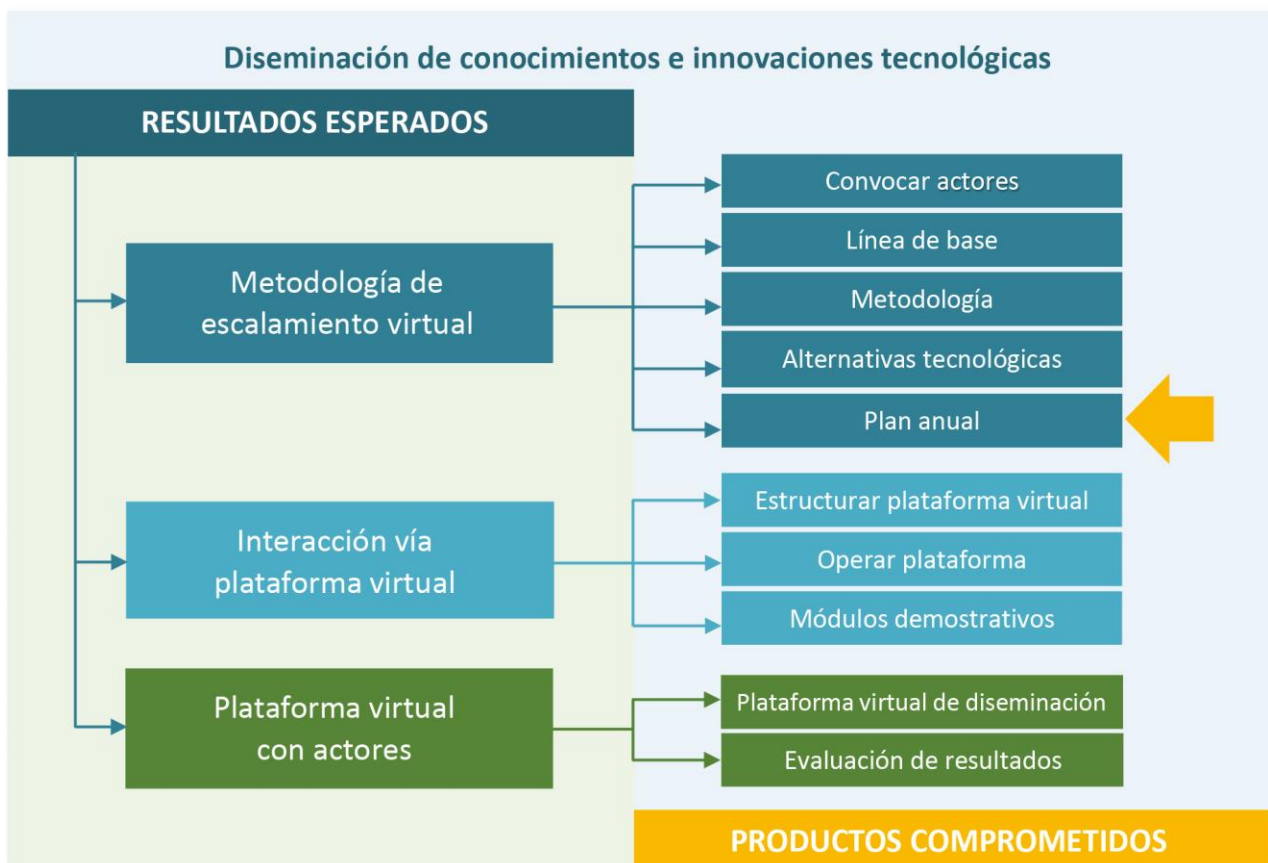 Diseminación de conocimientos e innovaciones tecnológicas
RESULTADOS ESPERADOS
Metodología de
escalamiento virtual
Convocar actores
Línea de base
Metodología
Alternativas tecnológicas
Plan anual
Interacción vía
plataforma virtual
Estructurar plataforma virtual
Operar plataforma
Módulos demostrativos
Plataforma virtual
con actores
Plataforma virtual de diseminación
Evaluación de resultados
PRODUCTOS COMPROMETIDOS